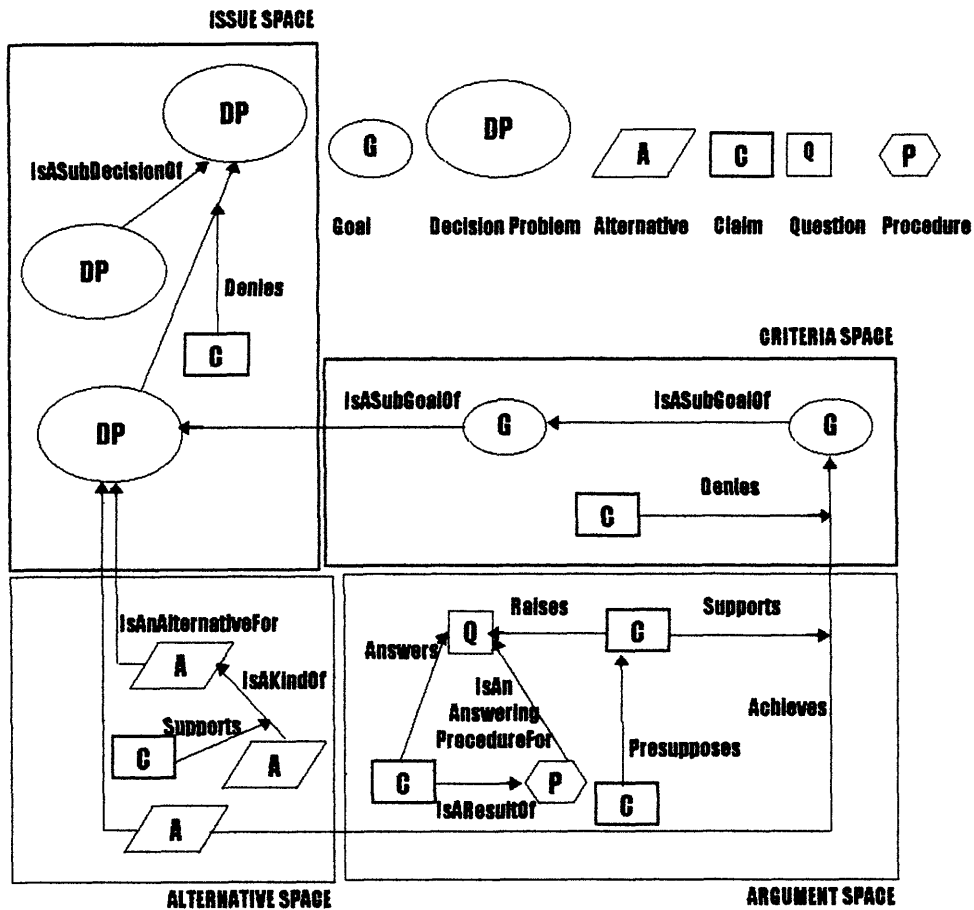 ISSUE SPACE
DP
IsASubDecisionOf
DP
Denies
C
DP
G
DP
A
C
Q
P
Goal
Decision Problem
Alternative
Claim
Question
Procedure
CRITERIA SPACE
IsASubGoalOf
G
IsASubGoalOf
G
Denies
C
IsAnAlternativeFor
A
IsAKindOf
Supports
C
A
A
ALTERNATIVE SPACE
Q
Raises
C
Supports
Answers
IsAn
Answering
ProcedureFor
Achieves
Presupposes
C
IsAResultOf
P
C
ARGUMENT SPACE